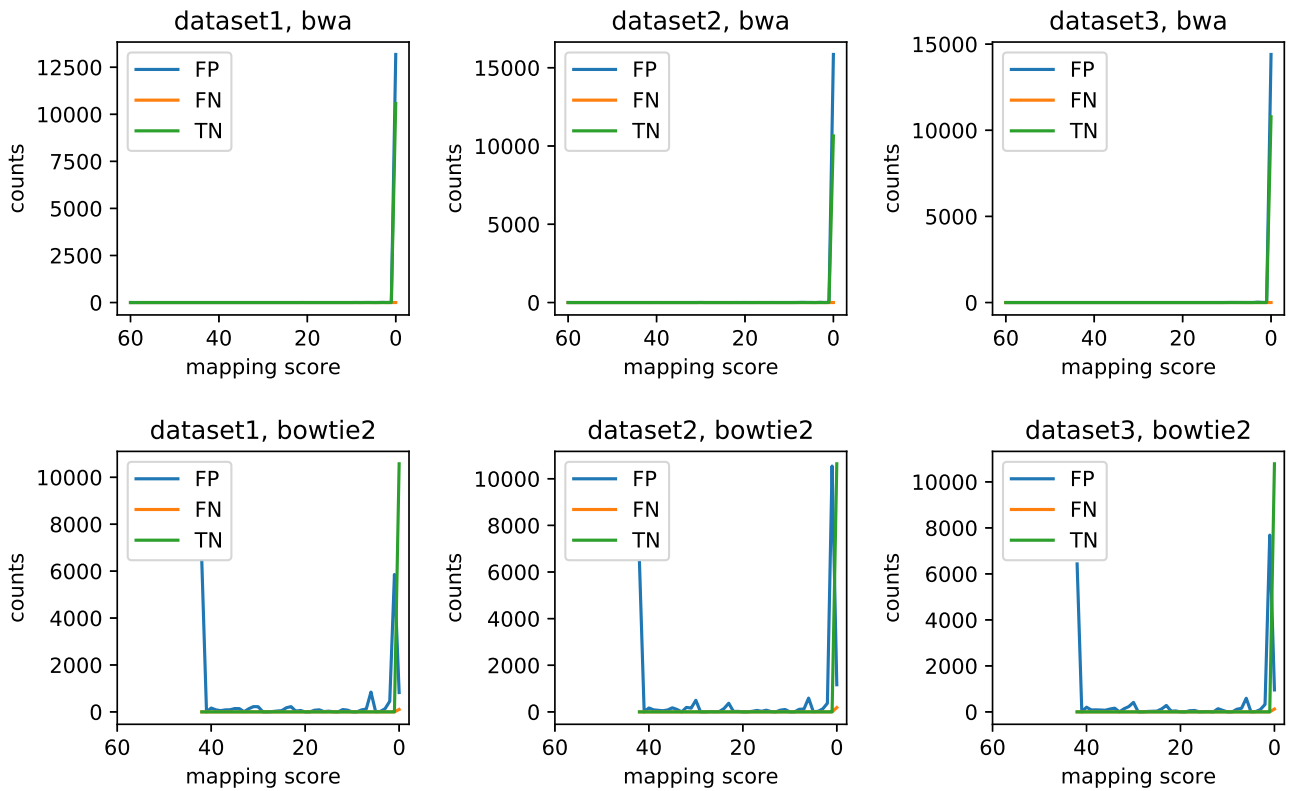 dataset1, bwa
12500
10000
7500
5000
2500
0
counts
FP
FN
TN
60 40 20 0
mapping score
dataset2, bwa
15000
10000
5000
0
counts
FP
FN
TN
60 40 20 0
mapping score
dataset3, bwa
15000
10000
5000
0
counts
FP
FN
TN
60 40 20 0
mapping score
dataset1, bowtie2
10000
8000
6000
4000
2000
0
counts
FP
FN
TN
60 40 20 0
mapping score
dataset2, bowtie2
10000
8000
6000
4000
2000
0
counts
FP
FN
TN
60 40 20 0
mapping score
dataset3, bowtie2
10000
8000
6000
4000
2000
0
counts
FP
FN
TN
60 40 20 0
mapping score